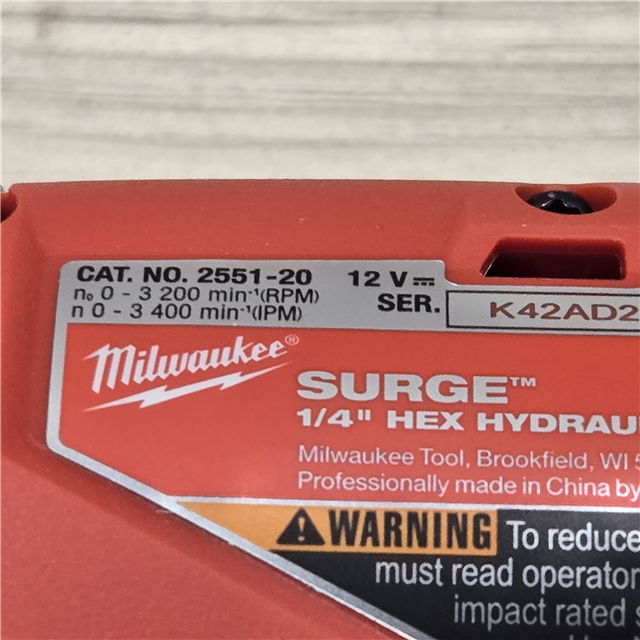 CAT. NO. 2551-20 12 V⎓
n₀ 0 - 3 200 min⁻¹(RPM) SER. K42AD2
n 0 - 3 400 min⁻¹(IPM)
Milwaukee®
SURGE™
1/4" HEX HYDRAU
Milwaukee Tool, Brookfield, WI
Professionally made in China by
⚠WARNING To reduce
must read operator
impact rated